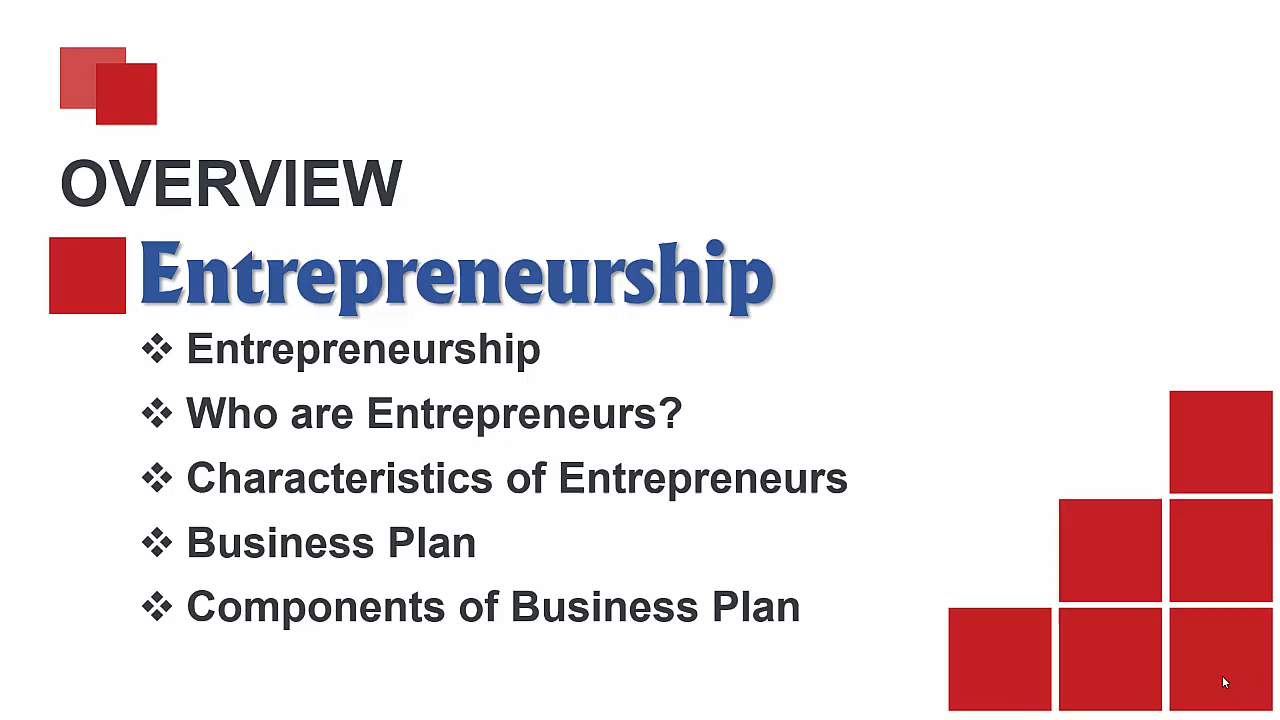 OVERVIEW
Entrepreneurship
❖ Entrepreneurship
❖ Who are Entrepreneurs?
❖ Characteristics of Entrepreneurs
❖ Business Plan
❖ Components of Business Plan